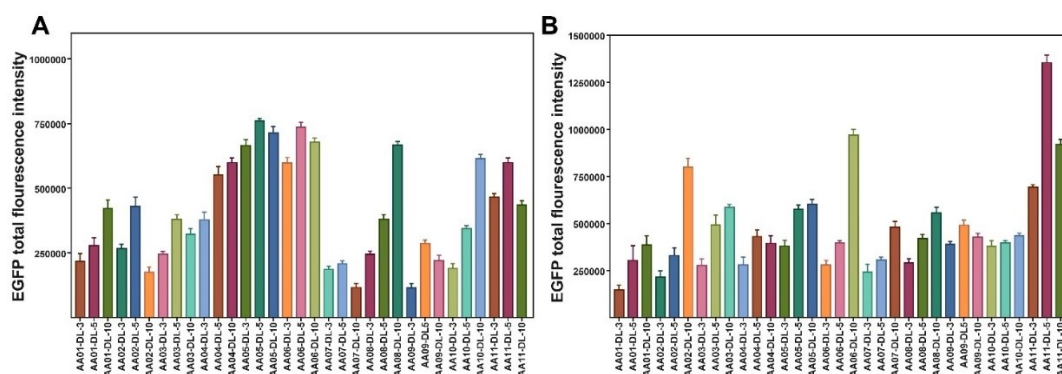 A
EGFP total flourescence intensity
1000000
750000
500000
250000
AA01-DL-3
AA01-DL-5
AA01-DL-10
AA02-DL-3
AA02-DL-5
AA02-DL-10
AA03-DL-3
AA03-DL-5
AA03-DL-10
AA04-DL-3
AA04-DL-5
AA04-DL-10
AA05-DL-3
AA05-DL-5
AA05-DL-10
AA06-DL-3
AA06-DL-5
AA06-DL-10
AA07-DL-3
AA07-DL-5
AA07-DL-10
AA08-DL-3
AA08-DL-5
AA08-DL-10
AA09-DL-3
AA09-DL5
AA09-DL-10
AA10-DL-3
AA10-DL-5
AA10-DL-10
AA11-DL-3
AA11-DL-5
AA11-DL-10
B
EGFP total flourescence intensity
1500000
1250000
1000000
750000
500000
250000
AA01-DL-3
AA01-DL-5
AA01-DL-10
AA02-DL-3
AA02-DL-5
AA02-DL-10
AA03-DL-3
AA03-DL-5
AA03-DL-10
AA04-DL-3
AA04-DL-5
AA04-DL-10
AA05-DL-3
AA05-DL-5
AA05-DL-10
AA06-DL-3
AA06-DL-5
AA06-DL-10
AA07-DL-3
AA07-DL-5
AA07-DL-10
AA08-DL-3
AA08-DL-5
AA08-DL-10
AA09-DL-3
AA09-DL5
AA09-DL-10
AA10-DL-3
AA10-DL-5
AA10-DL-10
AA11-DL-3
AA11-DL-5
AA11-DL-10